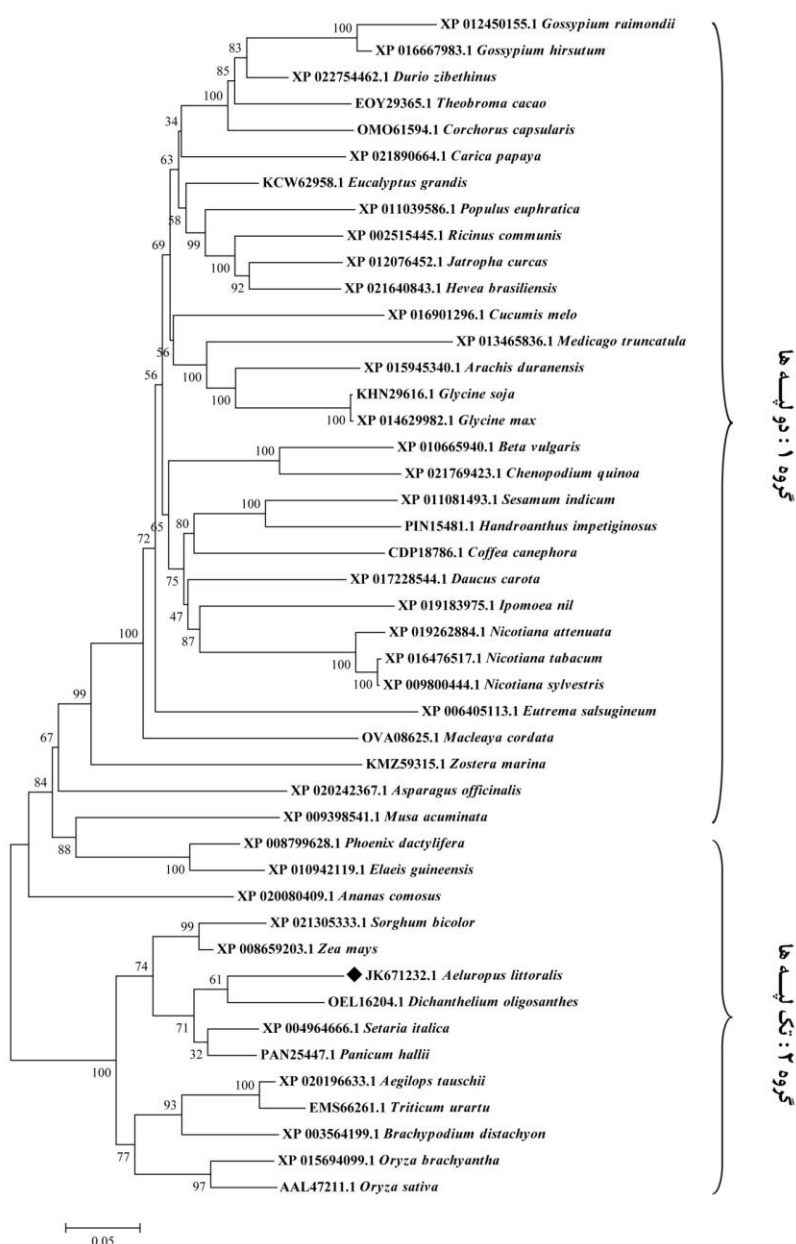 100 XP 012450155.1 Gossypium raimondii
83 XP 016667983.1 Gossypium hirsutum
85 XP 022754462.1 Durio zibethinus
100 EOY29365.1 Theobroma cacao
34 OMO61594.1 Corchorus capsularis
63 XP 021890664.1 Carica papaya
KCW62958.1 Eucalyptus grandis
58 XP 011039586.1 Populus euphratica
99 XP 002515445.1 Ricinus communis
69 100 XP 012076452.1 Jatropha curcas
92 XP 021640843.1 Hevea brasiliensis
XP 016901296.1 Cucumis melo
56 XP 013465836.1 Medicago truncatula
56 100 XP 015945340.1 Arachis duranensis
100 KHN29616.1 Glycine soja
100 XP 014629982.1 Glycine max
100 XP 010665940.1 Beta vulgaris
XP 021769423.1 Chenopodium quinoa
100 XP 011081493.1 Sesamum indicum
72 65 80 PIN15481.1 Handroanthus impetiginosus
CDP18786.1 Coffea canephora
75 XP 017228544.1 Daucus carota
47 XP 019183975.1 Ipomoea nil
100 87 XP 019262884.1 Nicotiana attenuata
100 XP 016476517.1 Nicotiana tabacum
99 100 XP 009800444.1 Nicotiana sylvestris
XP 006405113.1 Eutrema salsugineum
67 OVA08625.1 Macleaya cordata
KMZ59315.1 Zostera marina
84 XP 020242367.1 Asparagus officinalis
XP 009398541.1 Musa acuminata
88 XP 008799628.1 Phoenix dactylifera
100 XP 010942119.1 Elaeis guineensis
XP 020080409.1 Ananas comosus
99 XP 021305333.1 Sorghum bicolor
74 XP 008659203.1 Zea mays
61 JK671232.1 Aeluropus littoralis
OEL16204.1 Dichanthelium oligosanthes
71 XP 004964666.1 Setaria italica
32 PAN25447.1 Panicum hallii
100 100 XP 020196633.1 Aegilops tauschii
93 EMS66261.1 Triticum urartu
XP 003564199.1 Brachypodium distachyon
77 XP 015694099.1 Oryza brachyantha
97 AAL47211.1 Oryza sativa
0.05
گروه ۱: دو لپه ها
گروه ۲: تک لپه ها